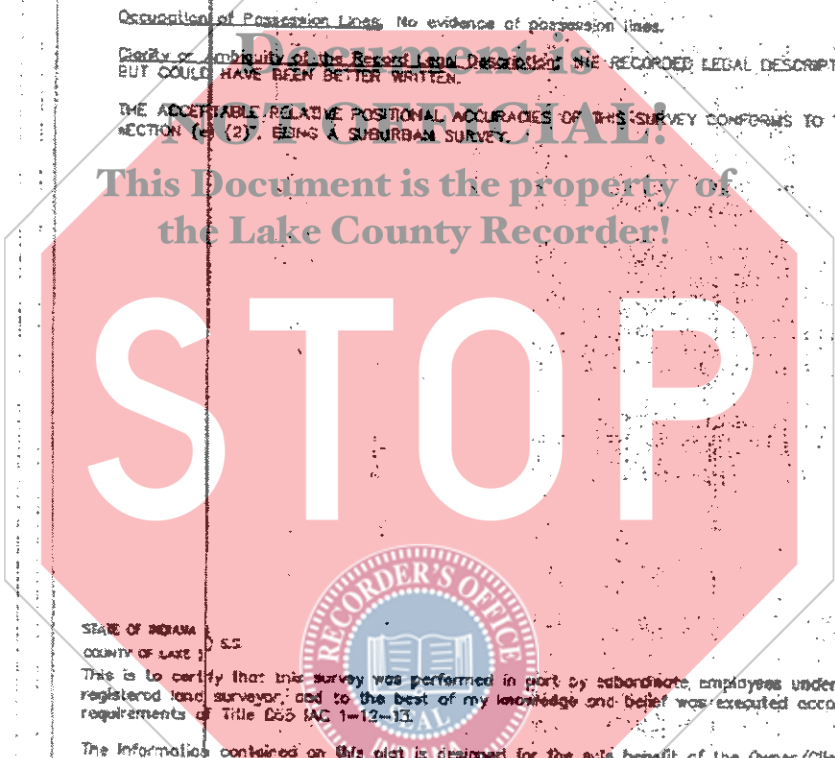 Occupation of Possession Lines. No evidence of possession lines.
Clarity or Ambiguity of the Record Legal Description: THE RECORDED LEGAL DESCRIPT
BUT COULD HAVE BEEN BETTER WRITTEN.
THE ACCEPTABLE RELATIVE POSITIONAL ACCURACIES OF THIS SURVEY CONFORMS TO
SECTION (2), BEING A SUBURBAN SURVEY.
Document is
NOT OFFICIAL!
This Document is the property of
the Lake County Recorder!
STOP
RECORDER'S OFFICE
SEAL
STATE OF INDIANA )
) S.S.
COUNTY OF LAKE )
This is to certify that this survey was performed in part by subordinate employees under
registered land surveyor, and to the best of my knowledge and belief was executed acco
requirements of Title 865 IAC 1-12-13.
The information contained on this plat is designed for the sole benefit of the Owner/Clie